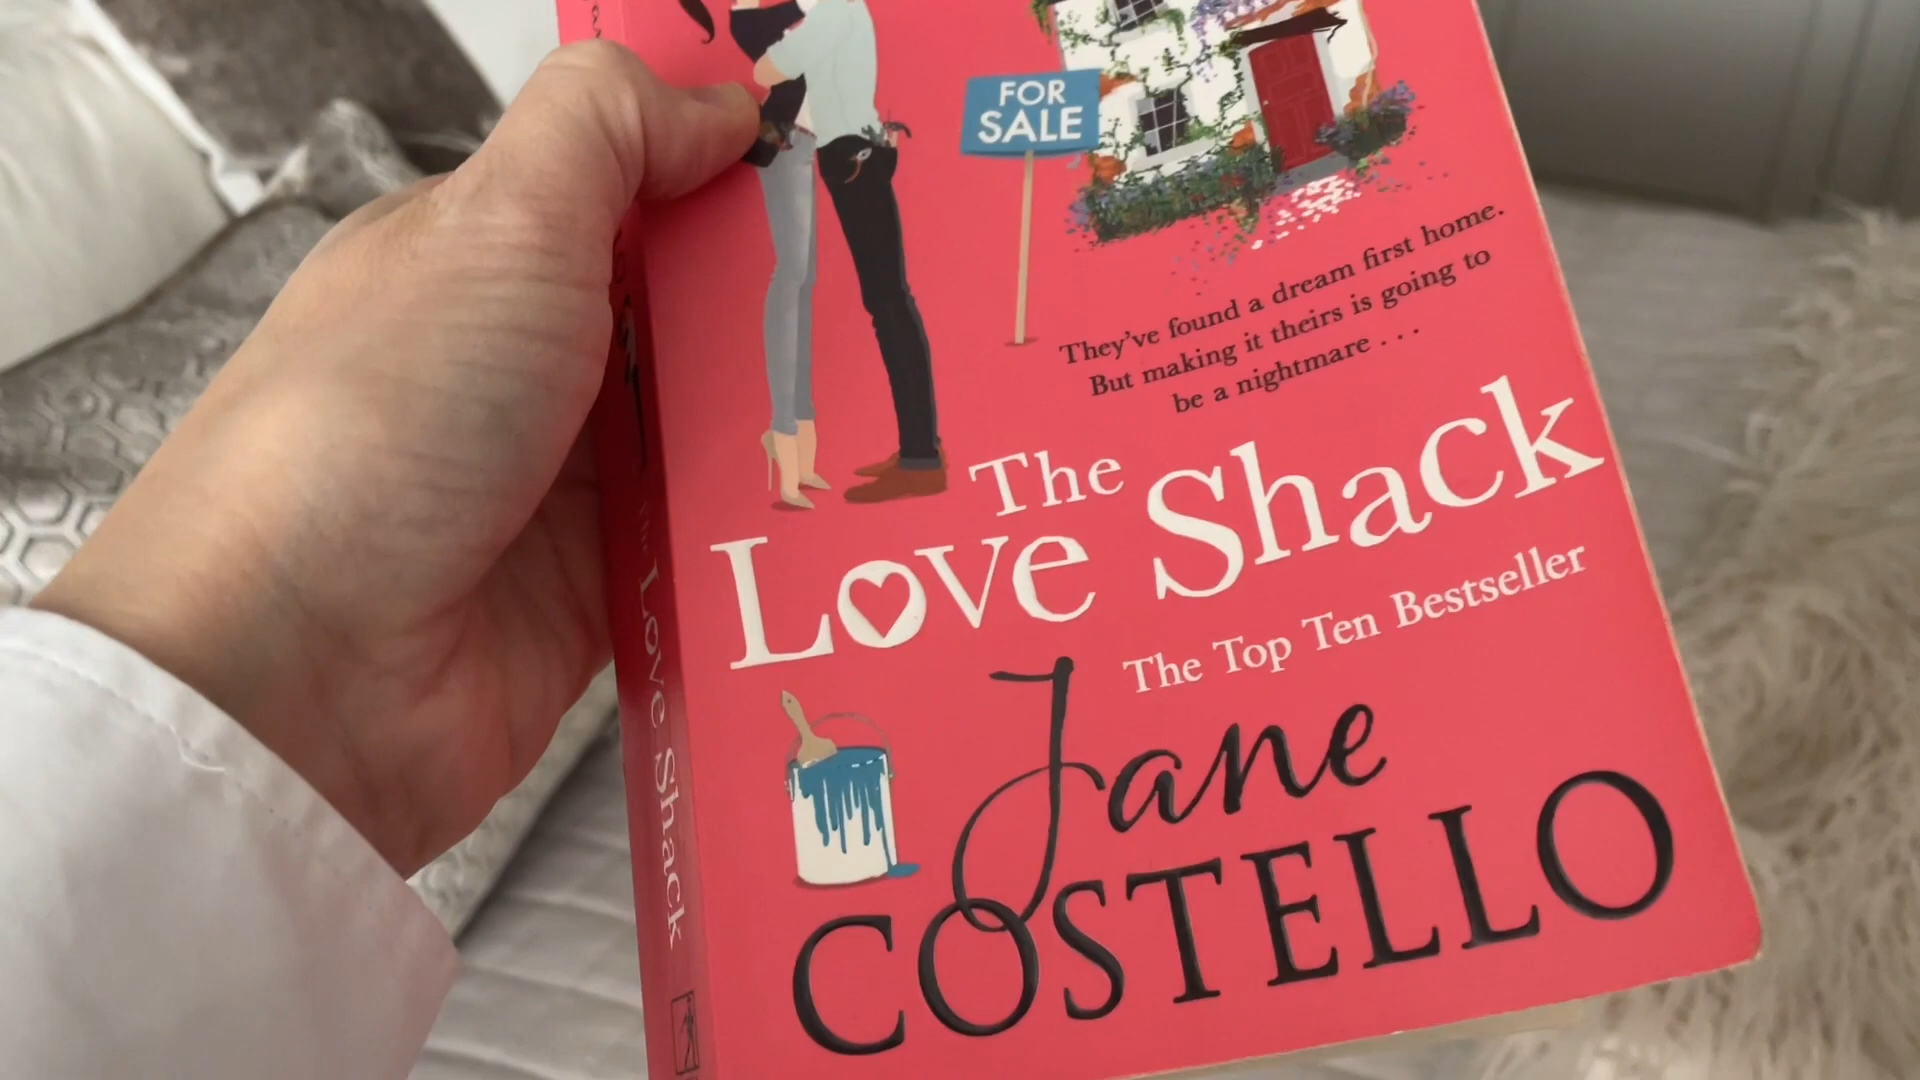 FOR
SALE
They've found a dream first home.
But making it theirs is going to
be a nightmare . . .
The
Love Shack
The Top Ten Bestseller
Jane
COSTELLO
Love Shack